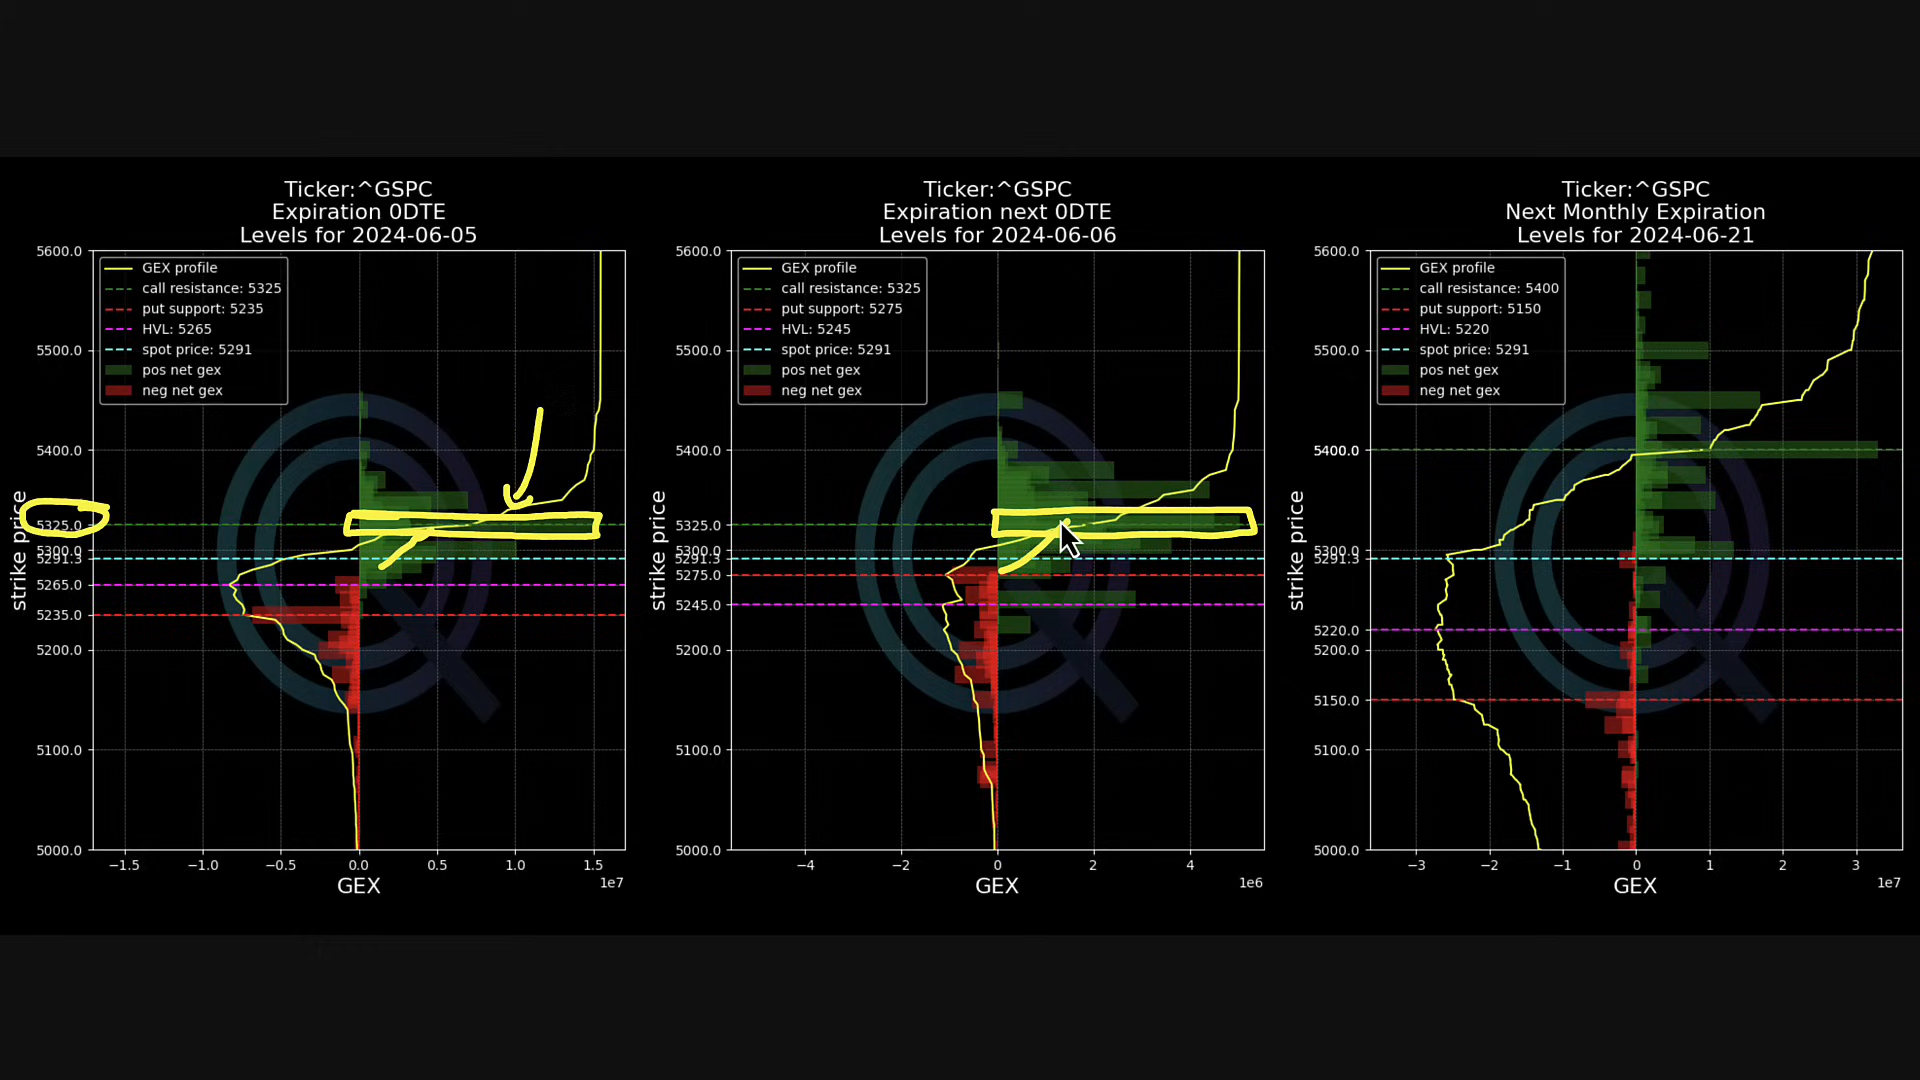 Ticker:^GSPC
Expiration 0DTE
Levels for 2024-06-05
GEX profile
call resistance: 5325
put support: 5235
HVL: 5265
spot price: 5291
pos net gex
neg net gex
5600.0
5500.0
5400.0
5325.0
5300.0
5291.3
5265.0
5235.0
5200.0
5100.0
5000.0
strike price
−1.5 −1.0 −0.5 0.0 0.5 1.0 1.5
1e7
GEX
Ticker:^GSPC
Expiration next 0DTE
Levels for 2024-06-06
GEX profile
call resistance: 5325
put support: 5275
HVL: 5245
spot price: 5291
pos net gex
neg net gex
5600.0
5500.0
5400.0
5325.0
5300.0
5291.3
5275.0
5245.0
5200.0
5100.0
5000.0
strike price
−4 −2 0 2 4
1e6
GEX
Ticker:^GSPC
Next Monthly Expiration
Levels for 2024-06-21
GEX profile
call resistance: 5400
put support: 5150
HVL: 5220
spot price: 5291
pos net gex
neg net gex
5600.0
5500.0
5400.0
5300.0
5291.3
5220.0
5200.0
5150.0
5100.0
5000.0
strike price
−3 −2 −1 0 1 2 3
1e7
GEX